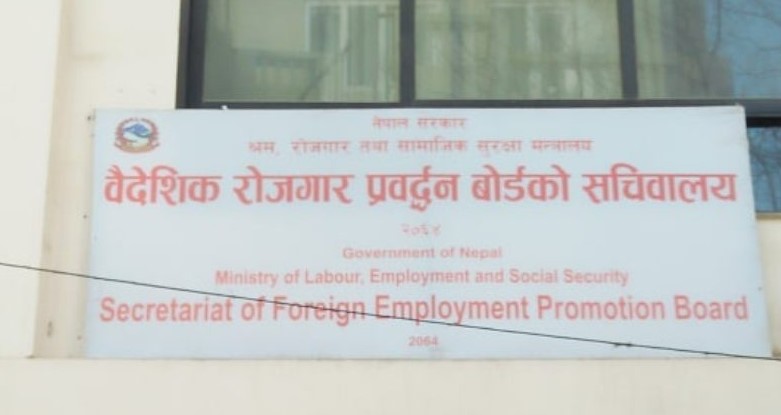 नेपाल सरकार
श्रम, रोजगार तथा सामाजिक सुरक्षा मन्त्रालय
वैदेशिक रोजगार प्रवर्द्धन बोर्डको सचिवालय
२०६४
Government of Nepal
Ministry of Labour, Employment and Social Security
Secretariat of Foreign Employment Promotion Board
2064